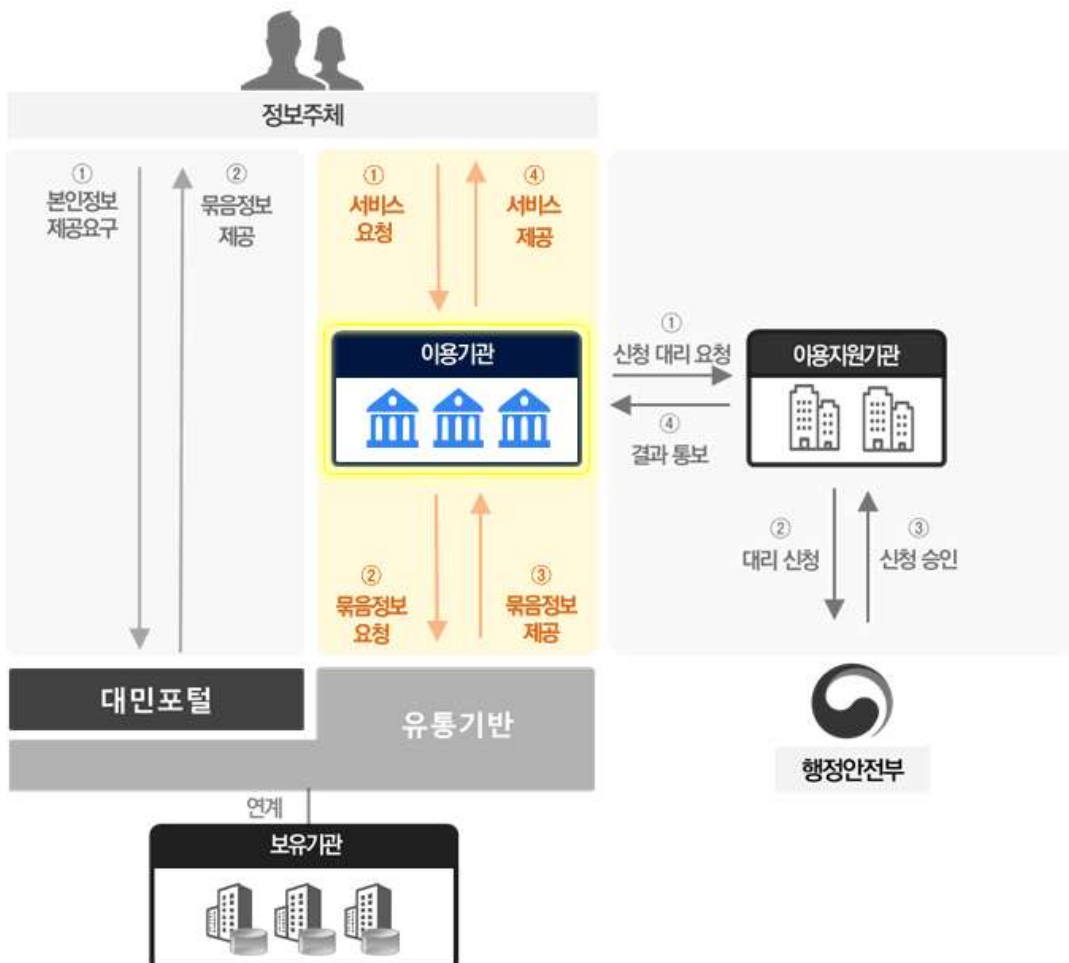 정보주체
①
본인정보
제공요구
②
묶음정보
제공
①
서비스
요청
④
서비스
제공
이용기관
①
신청 대리 요청
④
결과 통보
이용지원기관
②
묶음정보
요청
③
묶음정보
제공
②
대리 신청
③
신청 승인
대민포털
유통기반
행정안전부
연계
보유기관